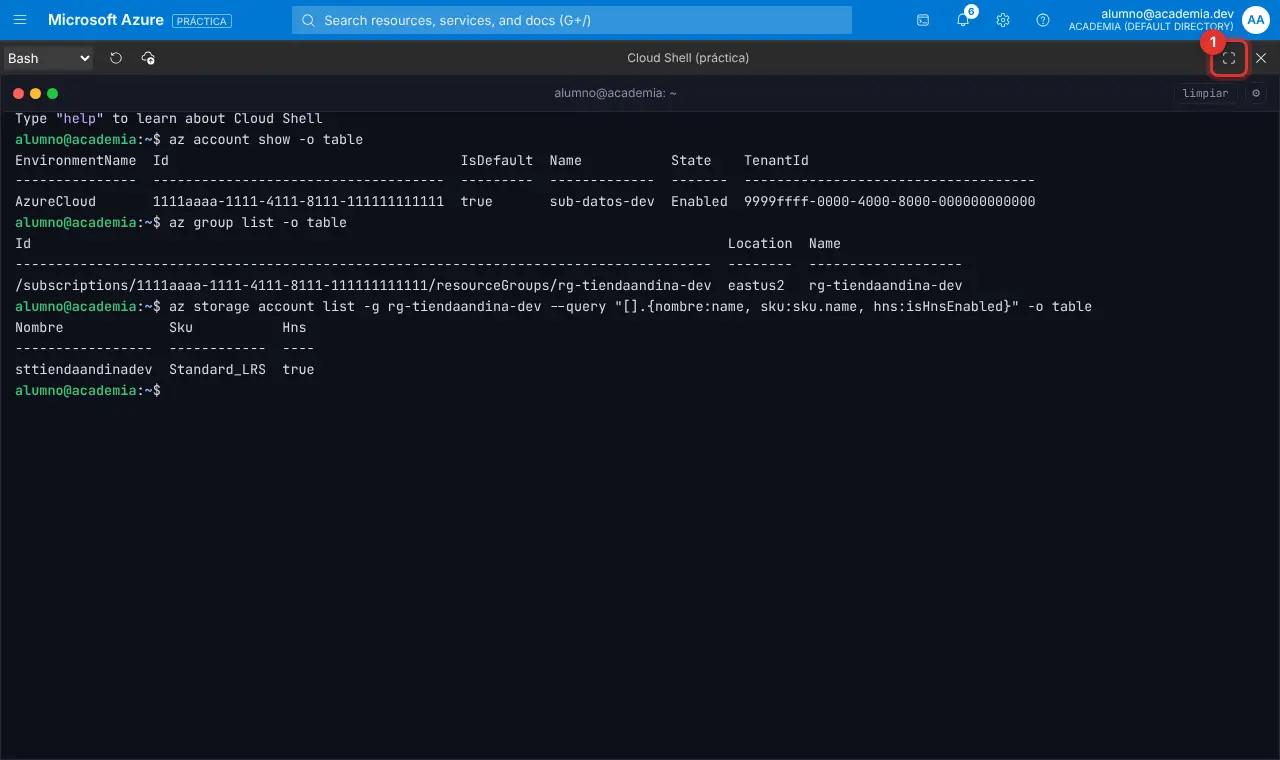 Microsoft Azure PRÁCTICA Search resources, services, and docs (G+/) 6 alumno@academia.dev
ACADEMIA (DEFAULT DIRECTORY) AA
1
Bash Cloud Shell (práctica)
alumno@academia: ~ limpiar
Type "help" to learn about Cloud Shell
alumno@academia:~$ az account show -o table
EnvironmentName  Id                                    IsDefault  Name           State    TenantId
---------------  ------------------------------------  ---------  -------------  -------  ------------------------------------
AzureCloud       1111aaaa-1111-4111-8111-111111111111  true       sub-datos-dev  Enabled  9999ffff-0000-4000-8000-000000000000
alumno@academia:~$ az group list -o table
Id                                                                                      Location  Name
--------------------------------------------------------------------------------------  --------  -------------------
/subscriptions/1111aaaa-1111-4111-8111-111111111111/resourceGroups/rg-tiendaandina-dev  eastus2   rg-tiendaandina-dev
alumno@academia:~$ az storage account list -g rg-tiendaandina-dev --query "[].{nombre:name, sku:sku.name, hns:isHnsEnabled}" -o table
Nombre             Sku           Hns
-----------------  ------------  ----
sttiendaandinadev  Standard_LRS  true
alumno@academia:~$